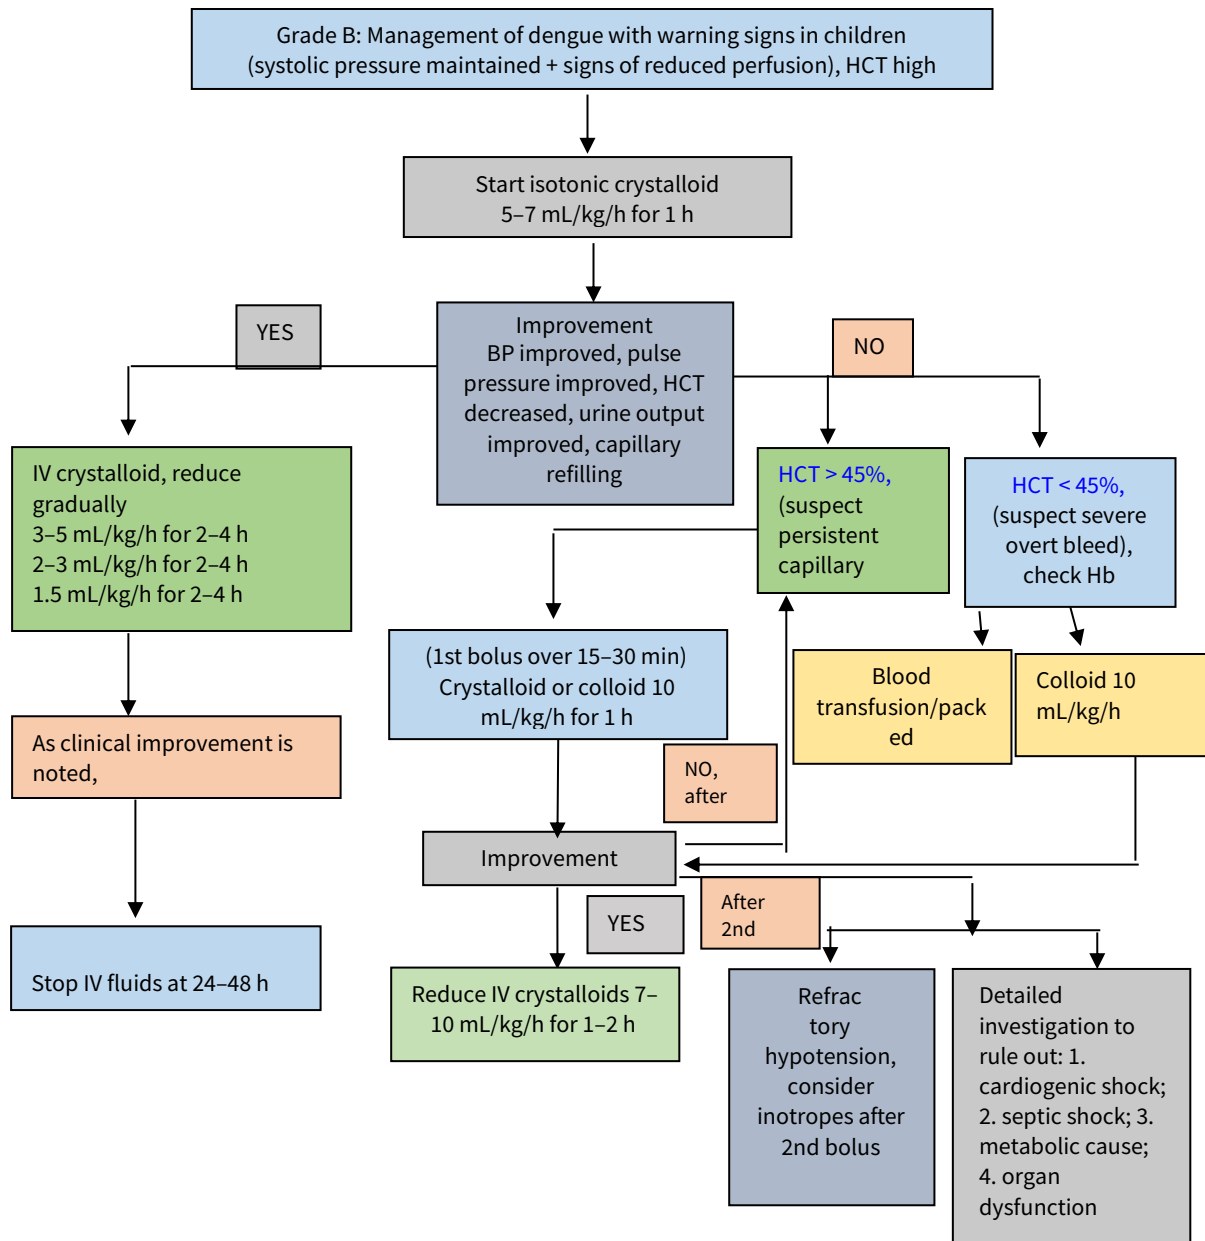 Grade B: Management of dengue with warning signs in children
(systolic pressure maintained + signs of reduced perfusion), HCT high
Start isotonic crystalloid
5–7 mL/kg/h for 1 h
YES
Improvement
BP improved, pulse
pressure improved, HCT
decreased, urine output
improved, capillary
refilling
NO
IV crystalloid, reduce
gradually
3–5 mL/kg/h for 2–4 h
2–3 mL/kg/h for 2–4 h
1.5 mL/kg/h for 2–4 h
HCT > 45%,
(suspect
persistent
capillary
HCT < 45%,
(suspect severe
overt bleed),
check Hb
(1st bolus over 15–30 min)
Crystalloid or colloid 10
mL/kg/h for 1 h
Blood
transfusion/pack
ed
Colloid 10
mL/kg/h
As clinical improvement is
noted,
NO,
after
Improvement
YES
After
2nd
Stop IV fluids at 24–48 h
Reduce IV crystalloids 7–
10 mL/kg/h for 1–2 h
Refrac
tory
hypotension,
consider
inotropes after
2nd bolus
Detailed
investigation to
rule out: 1.
cardiogenic shock;
2. septic shock; 3.
metabolic cause;
4. organ
dysfunction